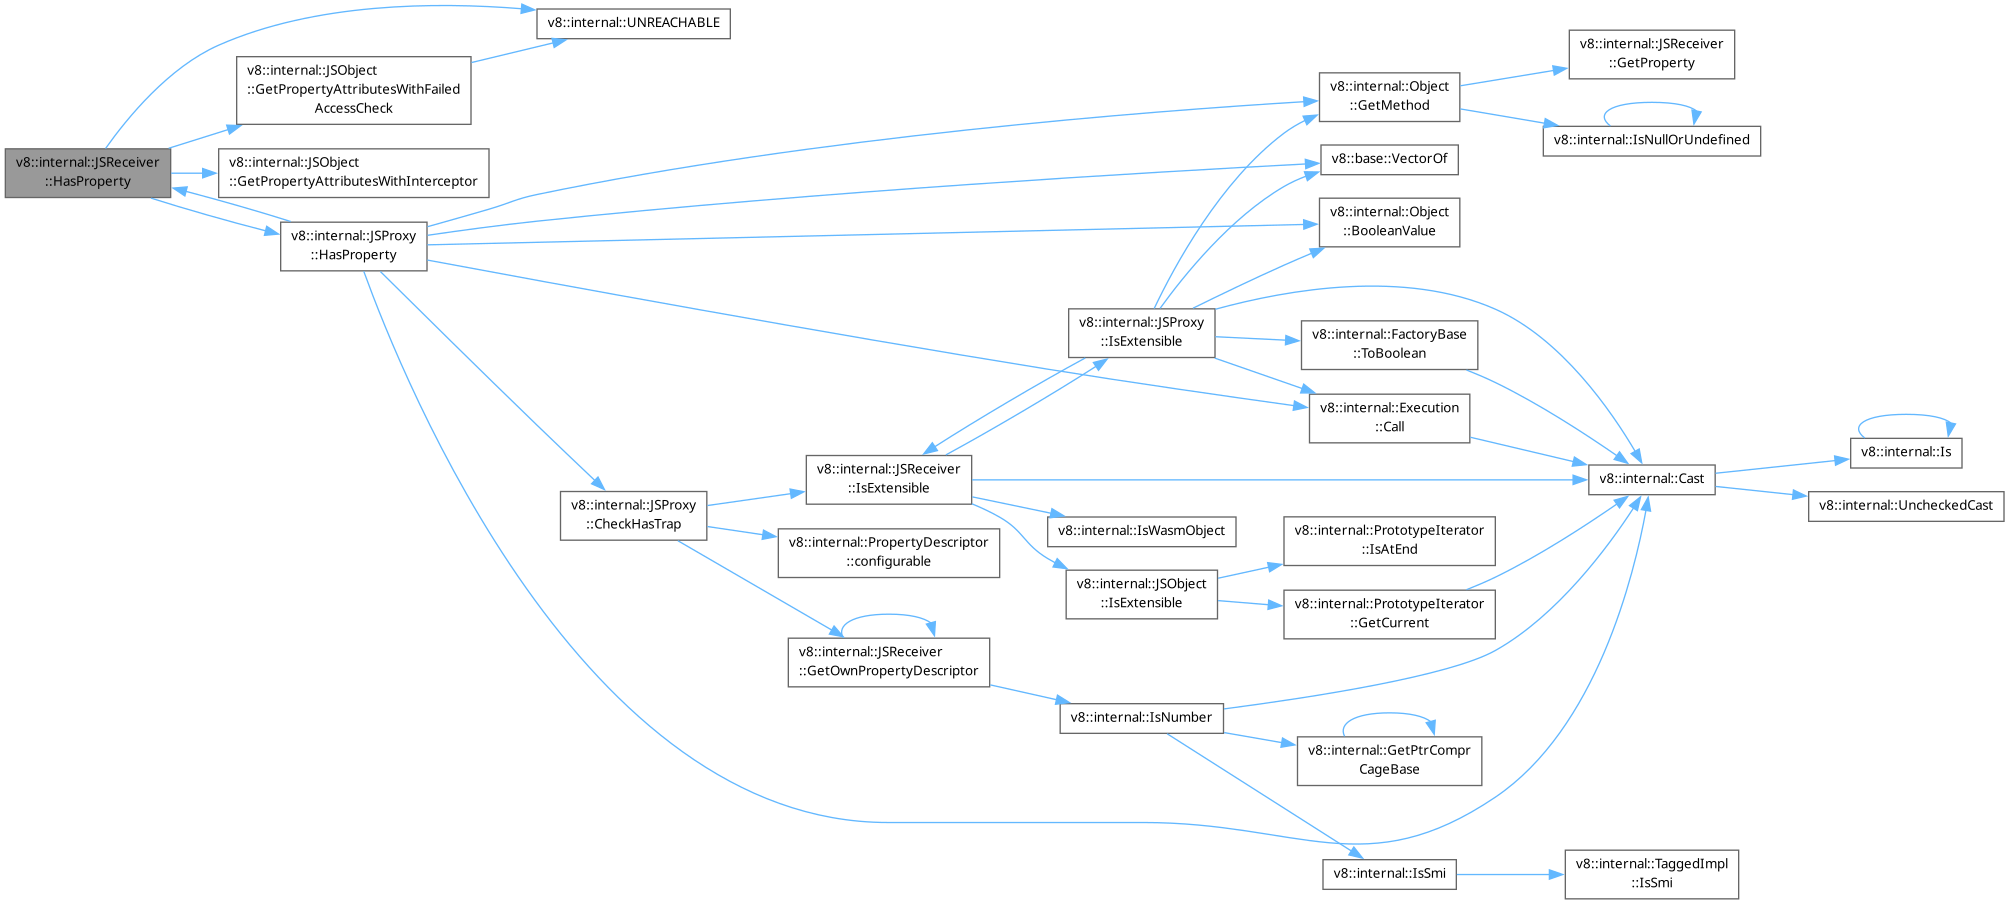 v8::internal::UNREACHABLE
v8::internal::JSObject
::GetPropertyAttributesWithFailed
AccessCheck
v8::internal::JSReceiver
::HasProperty
v8::internal::JSObject
::GetPropertyAttributesWithInterceptor
v8::internal::JSProxy
::HasProperty
v8::internal::JSProxy
::CheckHasTrap
v8::internal::JSReceiver
::IsExtensible
v8::internal::PropertyDescriptor
::configurable
v8::internal::JSReceiver
::GetOwnPropertyDescriptor
v8::internal::JSProxy
::IsExtensible
v8::internal::IsWasmObject
v8::internal::JSObject
::IsExtensible
v8::internal::IsNumber
v8::internal::Object
::GetMethod
v8::base::VectorOf
v8::internal::Object
::BooleanValue
v8::internal::FactoryBase
::ToBoolean
v8::internal::Execution
::Call
v8::internal::PrototypeIterator
::IsAtEnd
v8::internal::PrototypeIterator
::GetCurrent
v8::internal::GetPtrCompr
CageBase
v8::internal::IsSmi
v8::internal::JSReceiver
::GetProperty
v8::internal::IsNullOrUndefined
v8::internal::Cast
v8::internal::TaggedImpl
::IsSmi
v8::internal::Is
v8::internal::UncheckedCast